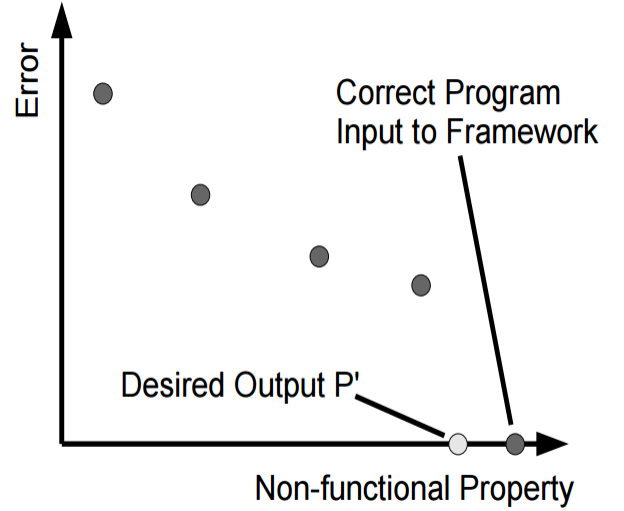 Error
Correct Program
Input to Framework
Desired Output P'
Non-functional Property